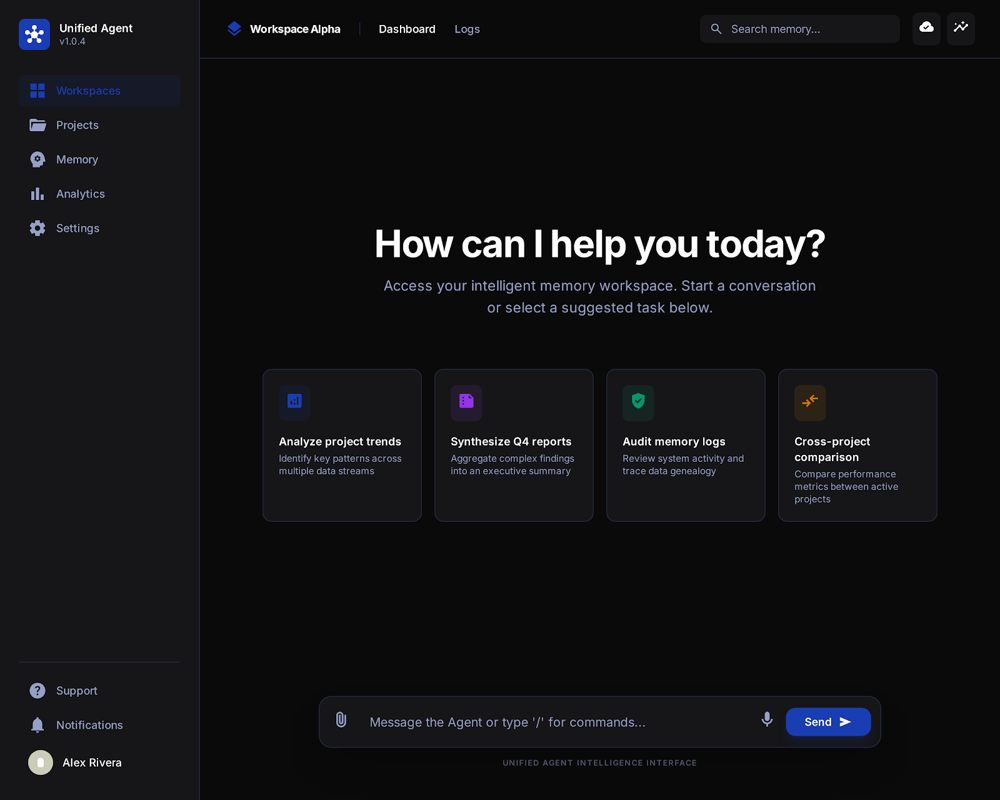 Unified Agent
v1.0.4
Workspaces
Projects
Memory
Analytics
Settings
Support
Notifications
Alex Rivera
Workspace Alpha
Dashboard
Logs
Search memory...
How can I help you today?
Access your intelligent memory workspace. Start a conversation
or select a suggested task below.
Analyze project trends
Identify key patterns across
multiple data streams
Synthesize Q4 reports
Aggregate complex findings
into an executive summary
Audit memory logs
Review system activity and
trace data genealogy
Cross-project
comparison
Compare performance
metrics between active
projects
Message the Agent or type '/' for commands...
Send
UNIFIED AGENT INTELLIGENCE INTERFACE